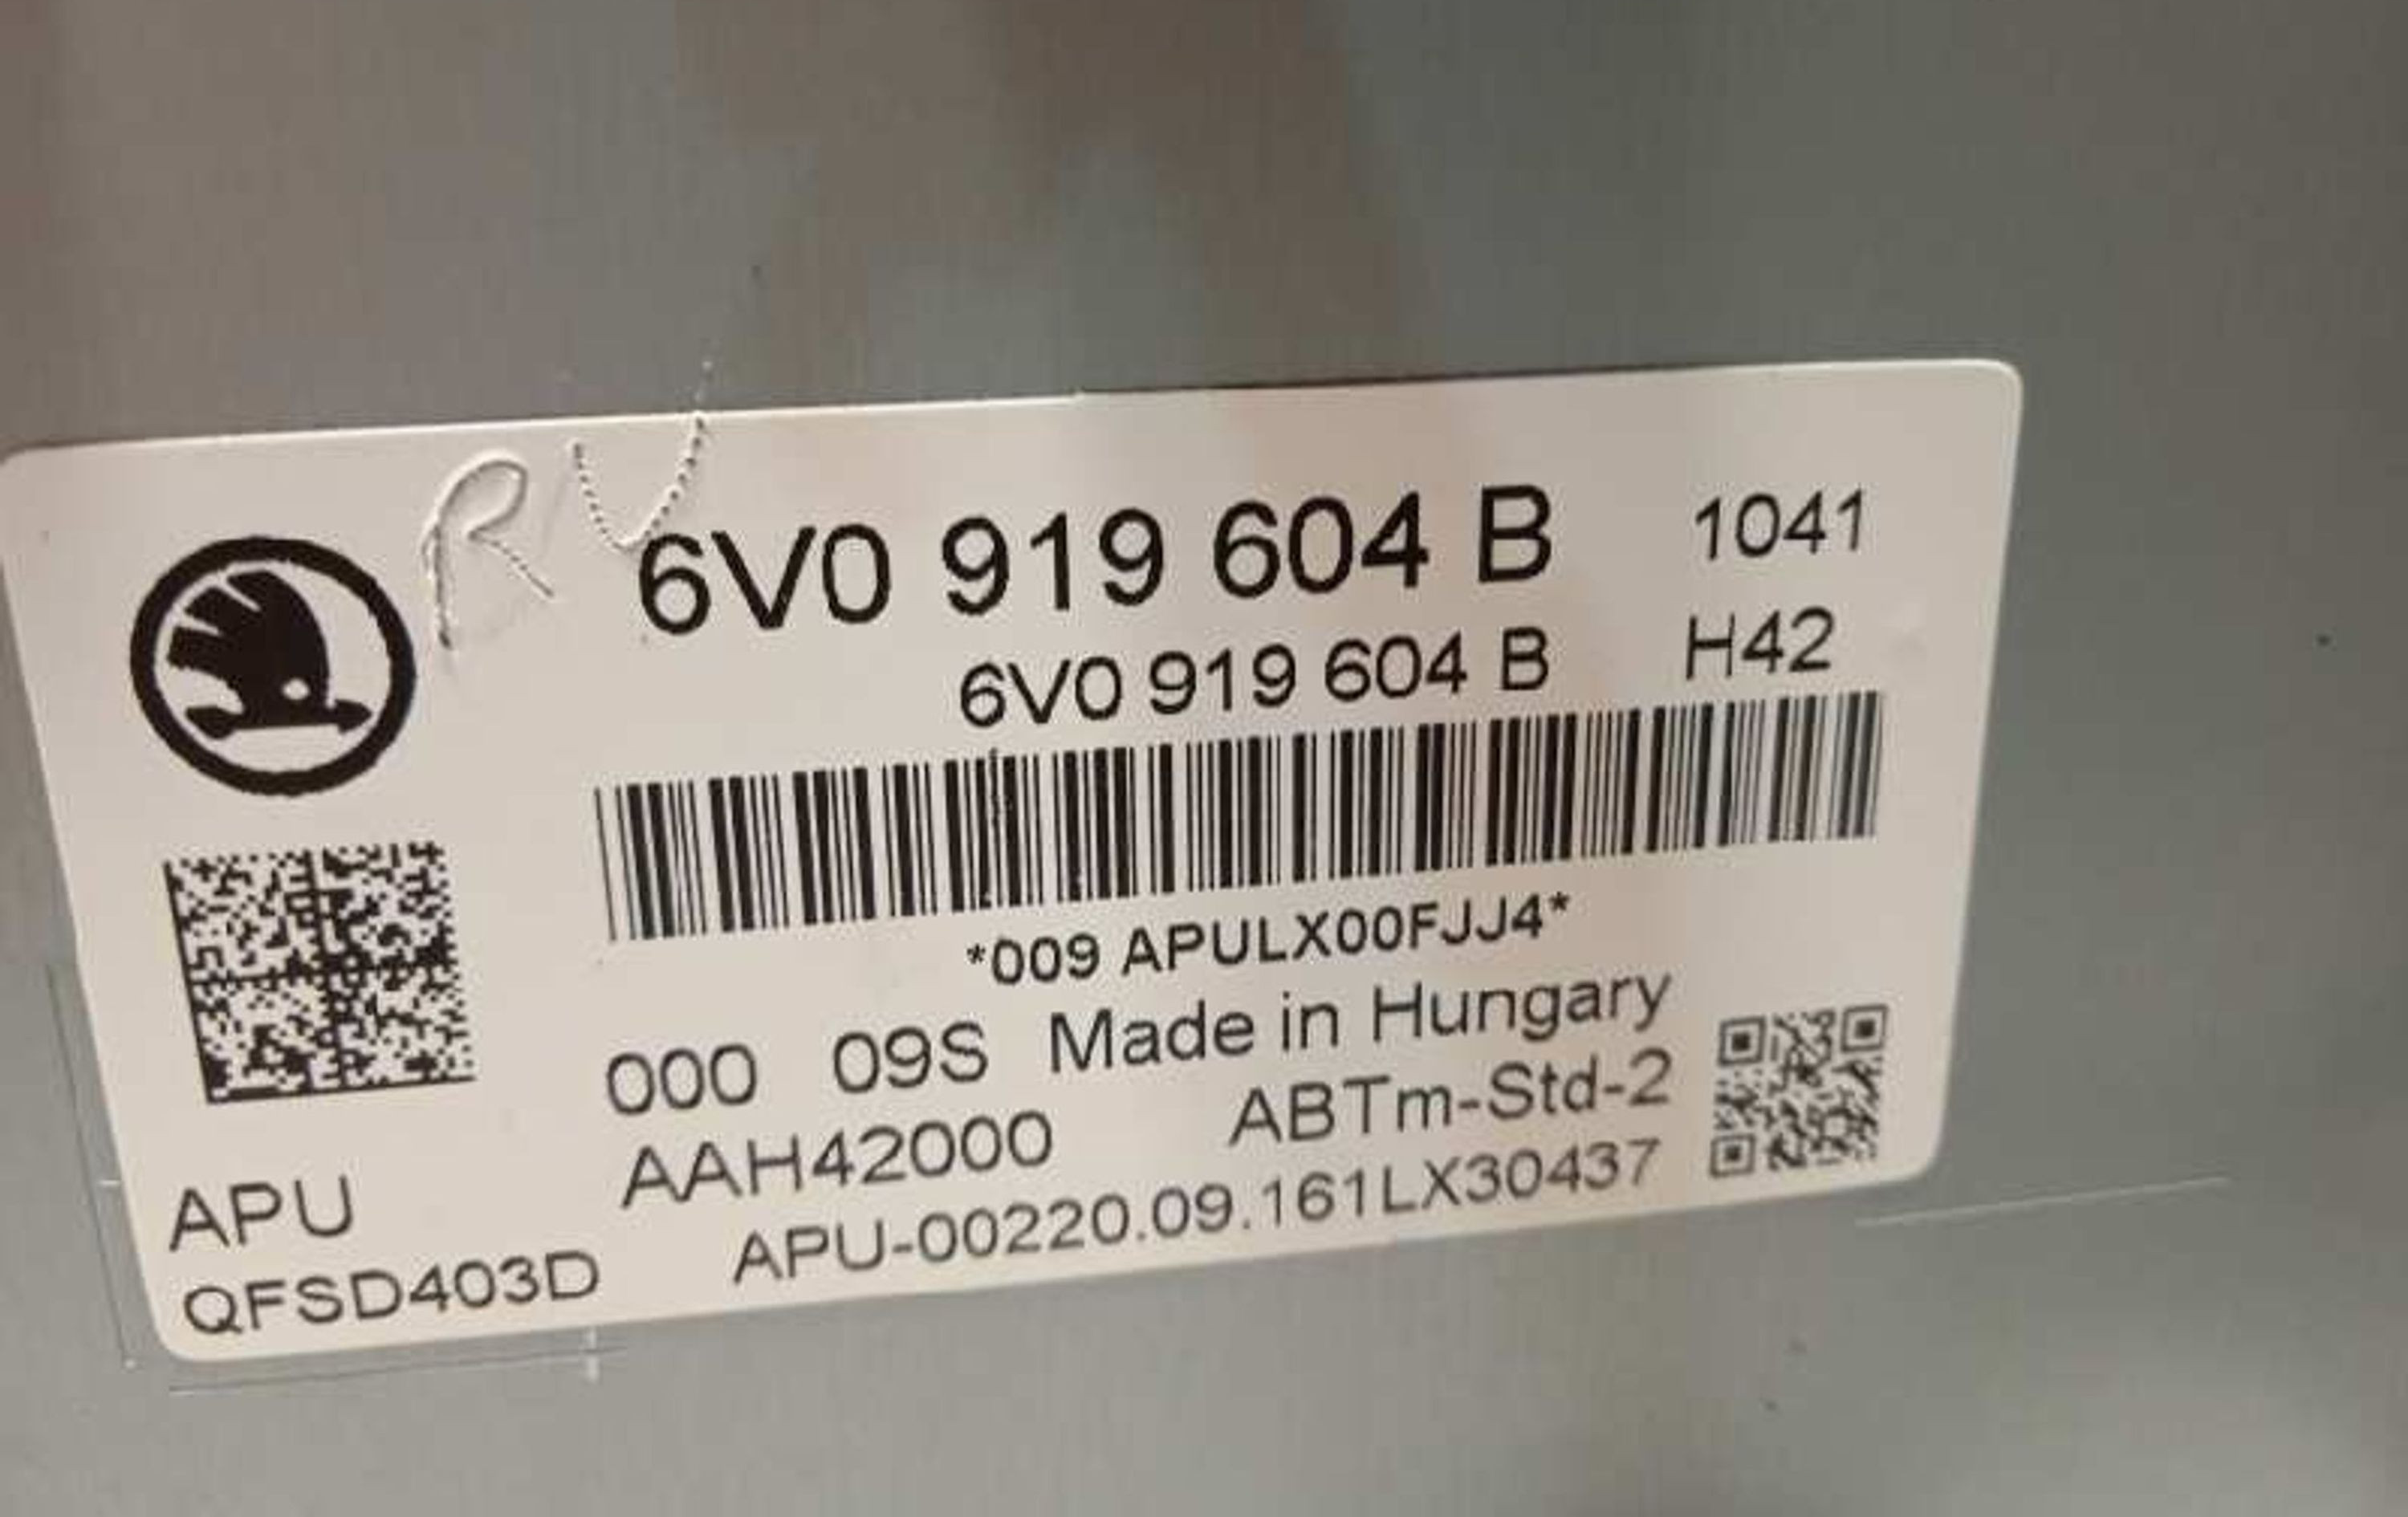 RV
6V0 919 604 B 1041
6V0 919 604 B H42
*009 APULX00FJJ4*
000 09S Made in Hungary
AAH42000 ABTm-Std-2
APU APU-00220.09.161LX30437
QFSD403D